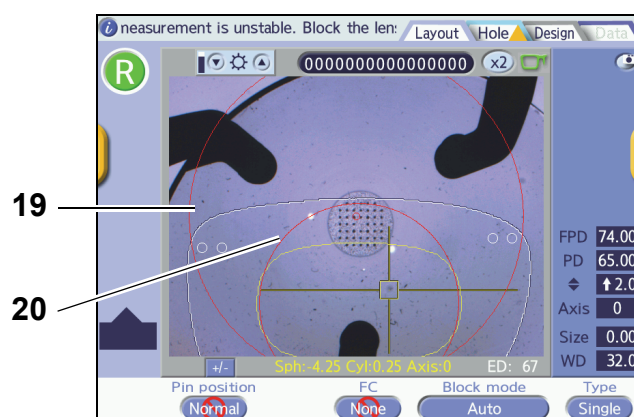 neasurement is unstable. Block the len Layout Hole Design Data
R 0000000000000000 x2
19
20
FPD 74.00
PD 65.00
2.0
Axis 0
Size 0.00
WD 32.0
+/- Sph:-4.25 Cyl:0.25 Axis:0 ED: 67
Pin position FC Block mode Type
Normal None Auto Single